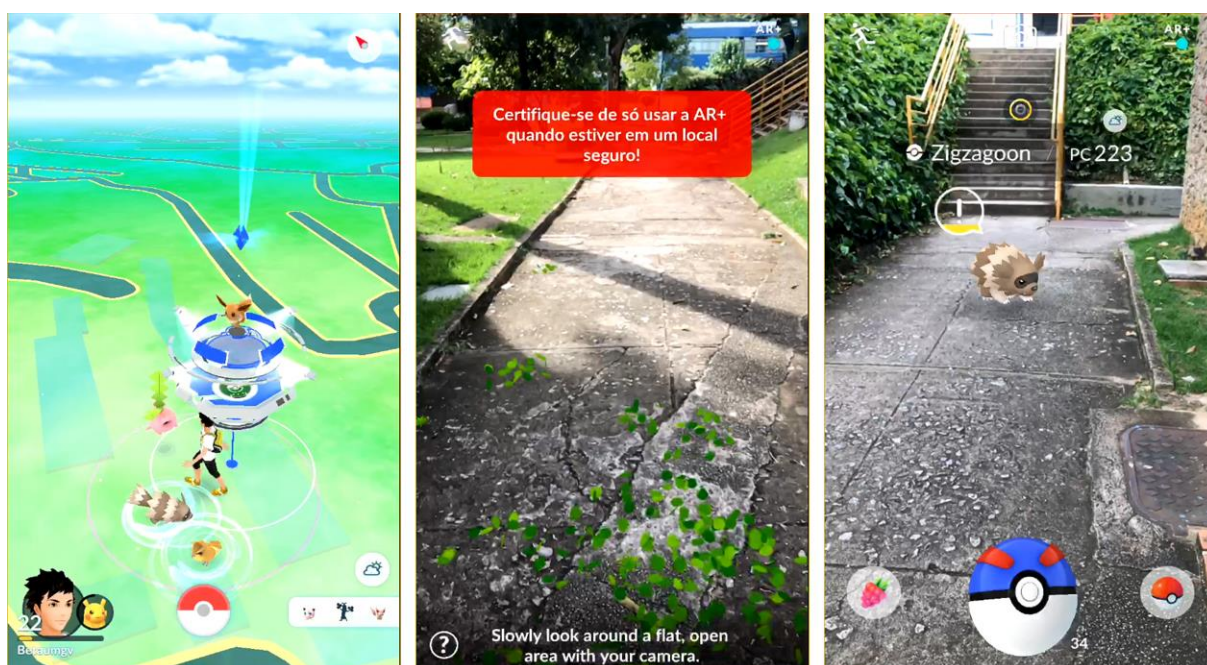 22
AR+
Certifique-se de só usar a AR+
quando estiver em um local
seguro!
?
Slowly look around a flat, open
area with your camera.
AR+
Zigzagoon / PC 223
34